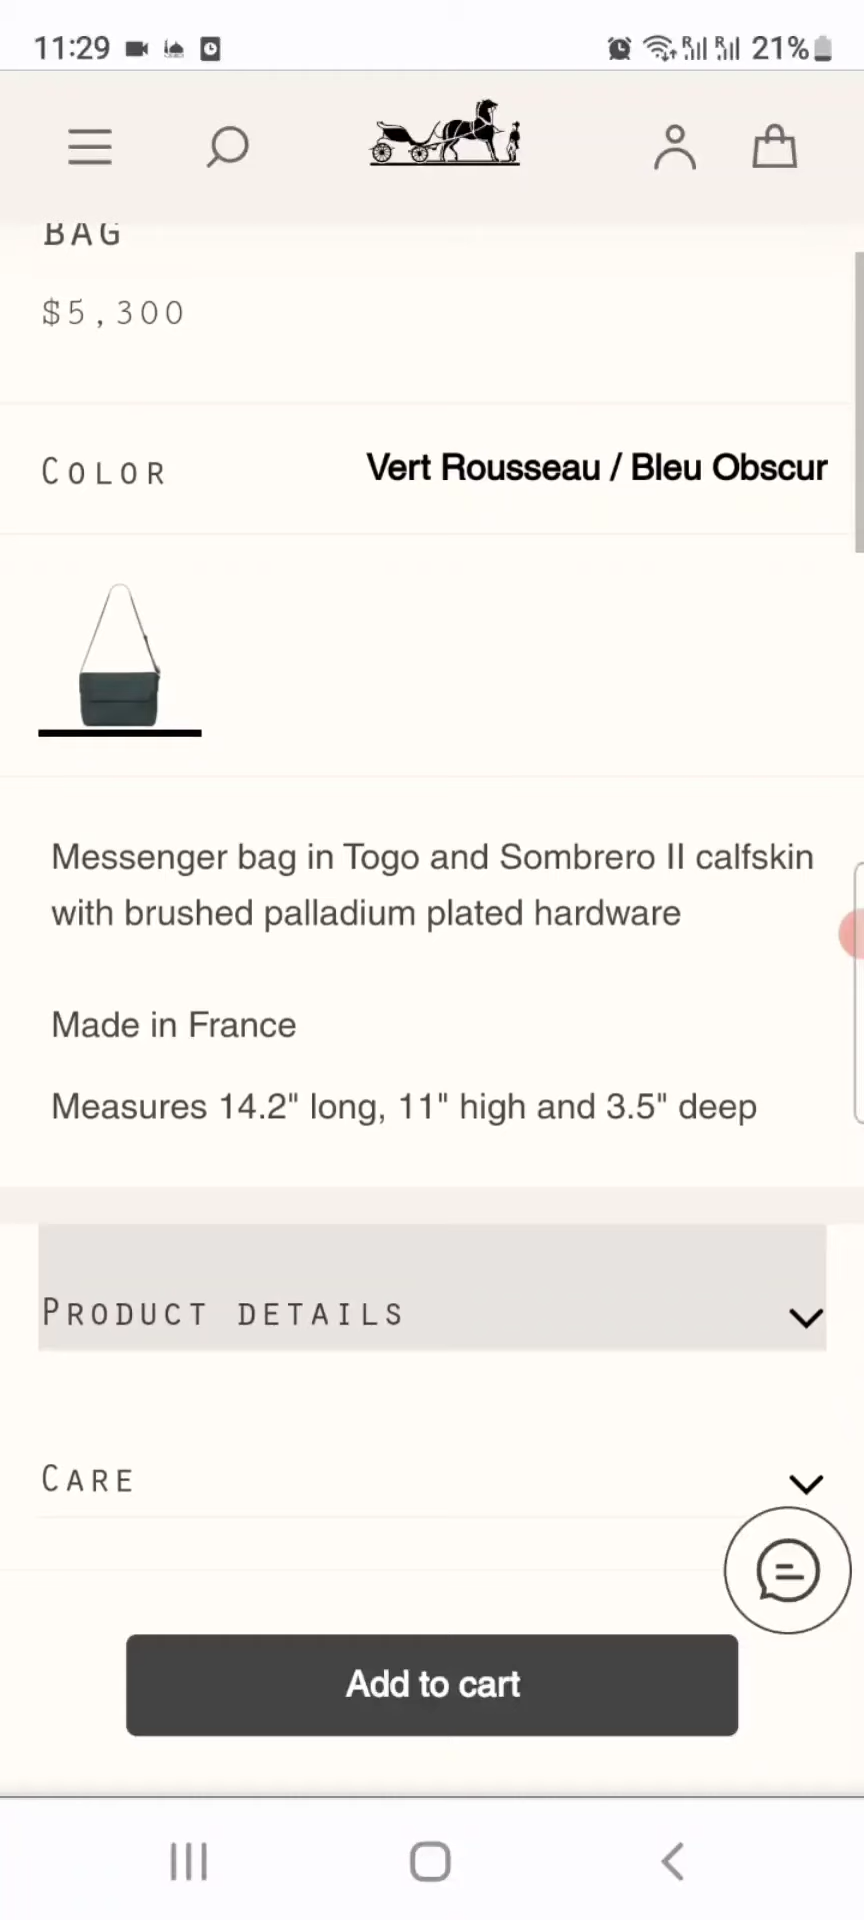 11:29
21%
BAG
$5,300
COLOR
Vert Rousseau / Bleu Obscur
Messenger bag in Togo and Sombrero II calfskin
with brushed palladium plated hardware
Made in France
Measures 14.2" long, 11" high and 3.5" deep
PRODUCT DETAILS
CARE
Add to cart